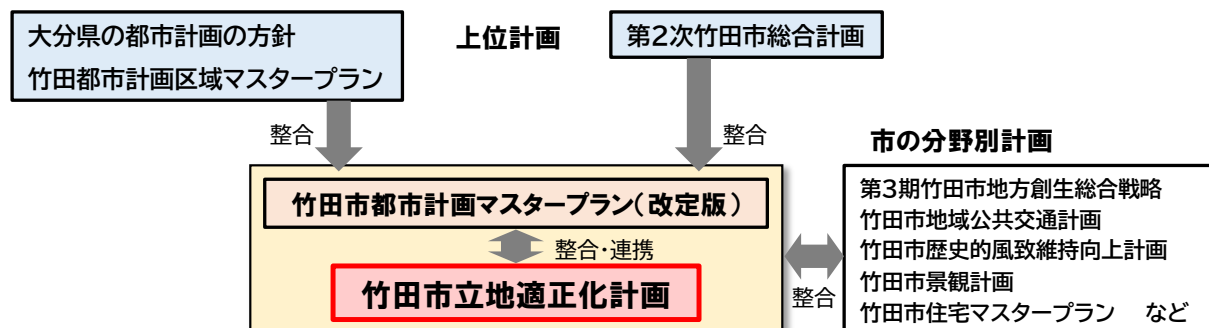 大分県の都市計画の方針
竹田都市計画区域マスタープラン
上位計画
第2次竹田市総合計画
整合
整合
市の分野別計画
竹田市都市計画マスタープラン(改定版)
整合・連携
竹田市立地適正化計画
整合
第3期竹田市地方創生総合戦略
竹田市地域公共交通計画
竹田市歴史的風致維持向上計画
竹田市景観計画
竹田市住宅マスタープラン　など